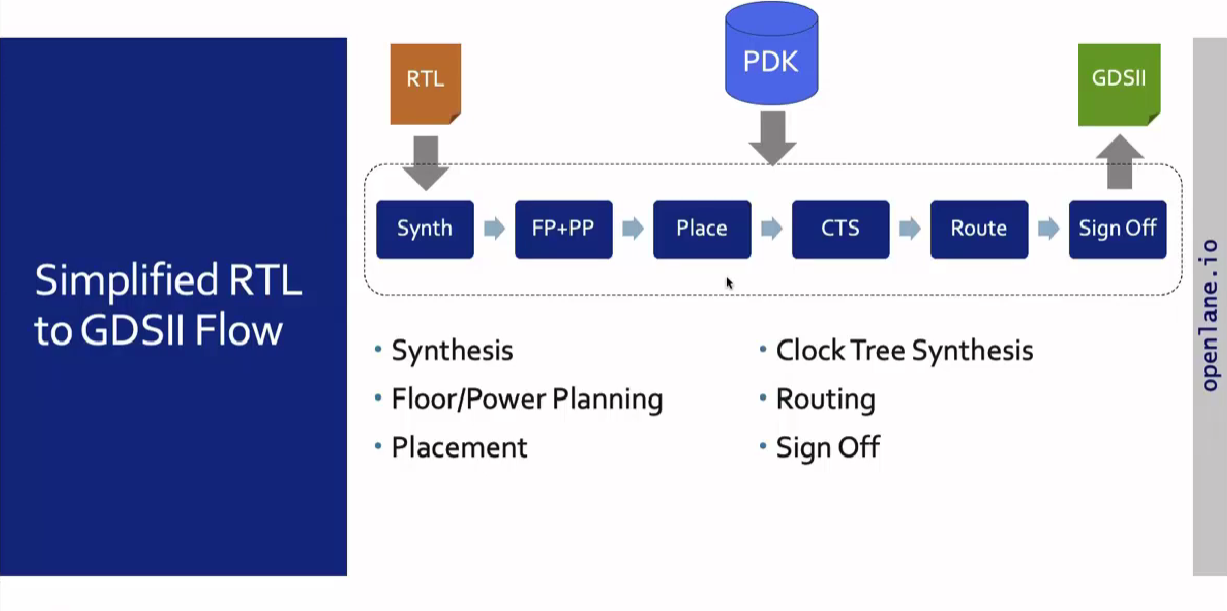 Simplified RTL
to GDSII Flow
RTL
PDK
GDSII
Synth
FP+PP
Place
CTS
Route
Sign Off
• Synthesis
• Floor/Power Planning
• Placement
• Clock Tree Synthesis
• Routing
• Sign Off
openlane.io